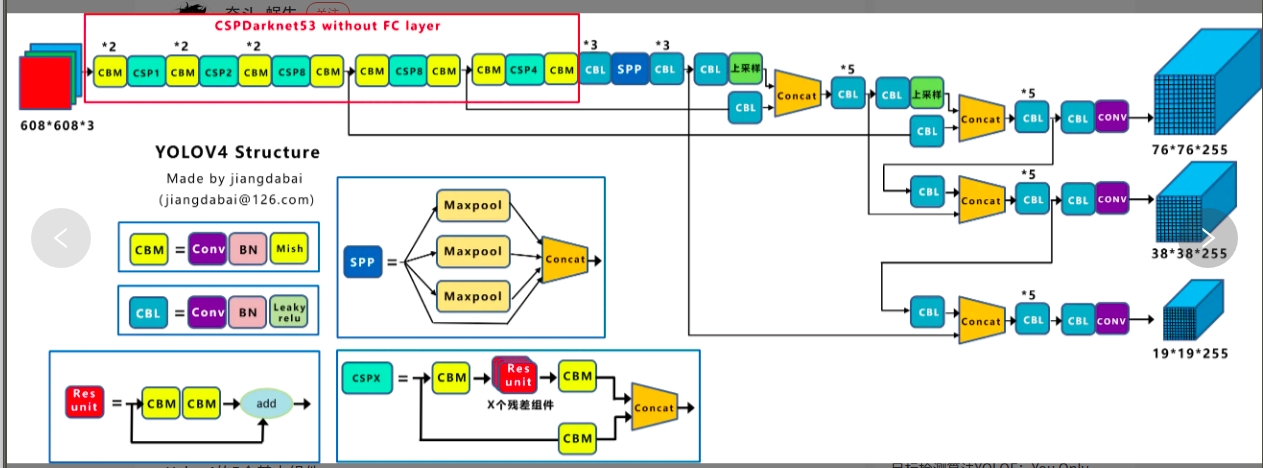 CSPDarknet53 without FC layer
*2 *2 *2 *3 *3
CBM CSP1 CBM CSP2 CBM CSP8 CBM CBM CSP8 CBM CBM CSP4 CBM CBL SPP CBL CBL 上采样
608*608*3
CBL Concat
*5
CBL CBL 上采样
CBL Concat
*5
CBL CBL CONV
76*76*255
CBL Concat
*5
CBL CBL CONV
38*38*255
CBL Concat
*5
CBL CBL CONV
19*19*255
YOLOV4 Structure
Made by jiangdabai
(jiangdabai@126.com)
CBM = Conv BN Mish
CBL = Conv BN Leaky
relu
SPP =
Maxpool
Maxpool
Maxpool
Concat
Res
unit
= CBM CBM add
CSPX = CBM Res
unit
CBM
X个残差组件
CBM
Concat